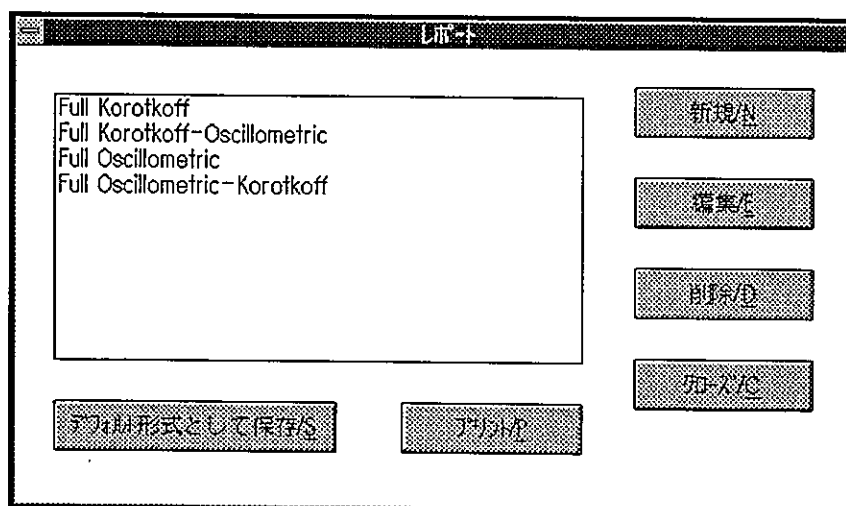 レポート
Full Korotkoff
Full Korotkoff-Oscillometric
Full Oscillometric
Full Oscillometric-Korotkoff
新規/N
編集/E
削除/D
クローズ/C
デフォルト形式として保存/S
プリント/P